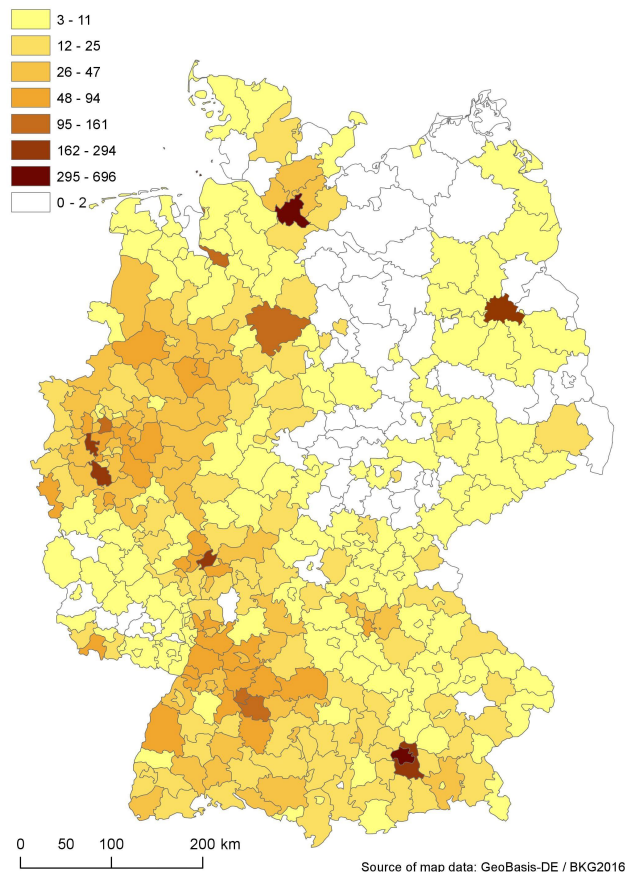 3 - 11
12 - 25
26 - 47
48 - 94
95 - 161
162 - 294
295 - 696
0 - 2
0 50 100 200 km
Source of map data: GeoBasis-DE / BKG2016